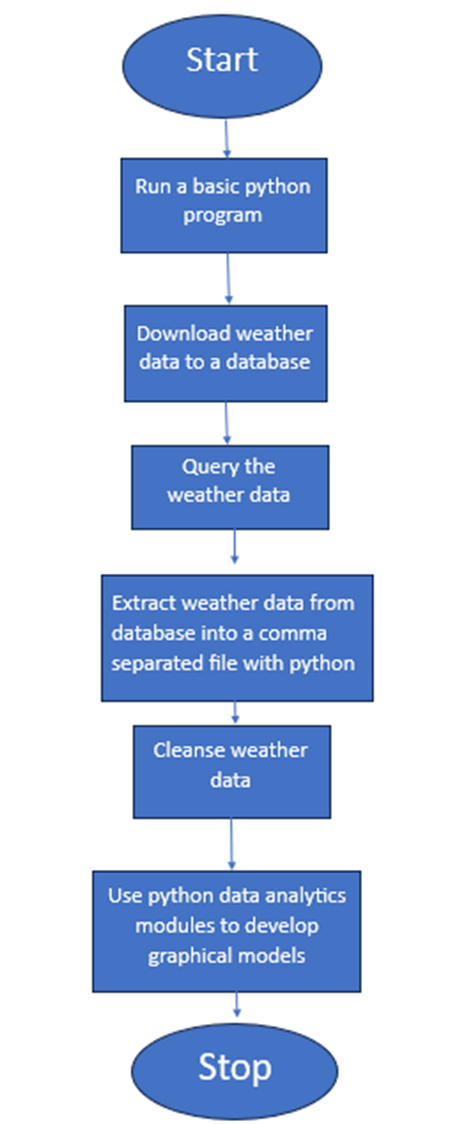 Start
Run a basic python
program
Download weather
data to a database
Query the
weather data
Extract weather data from
database into a comma
separated file with python
Cleanse weather
data
Use python data analytics
modules to develop
graphical models
Stop